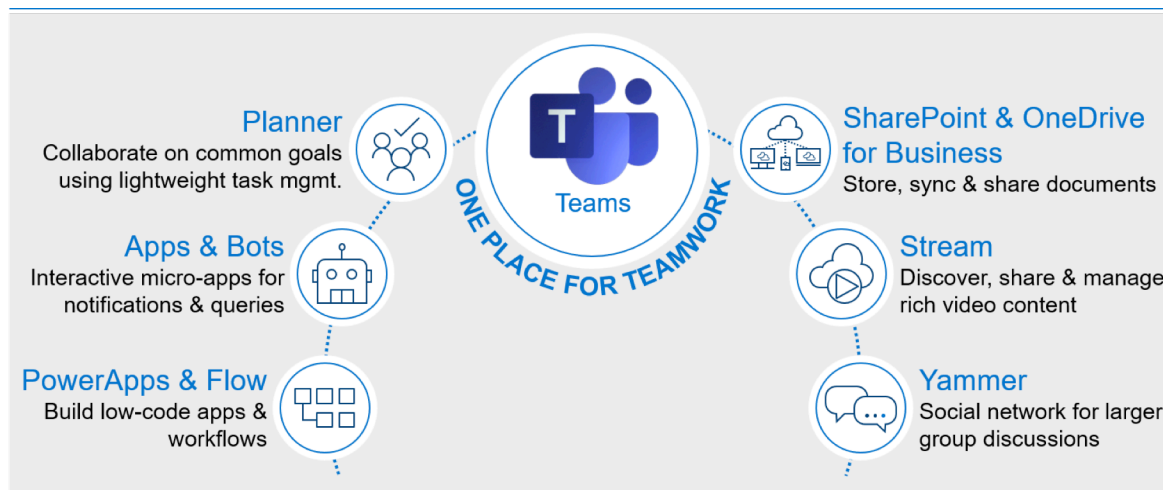 T
Teams
ONE PLACE FOR TEAMWORK
Planner
Collaborate on common goals
using lightweight task mgmt.
Apps & Bots
Interactive micro-apps for
notifications & queries
PowerApps & Flow
Build low-code apps &
workflows
SharePoint & OneDrive
for Business
Store, sync & share documents
Stream
Discover, share & manage
rich video content
Yammer
Social network for larger
group discussions